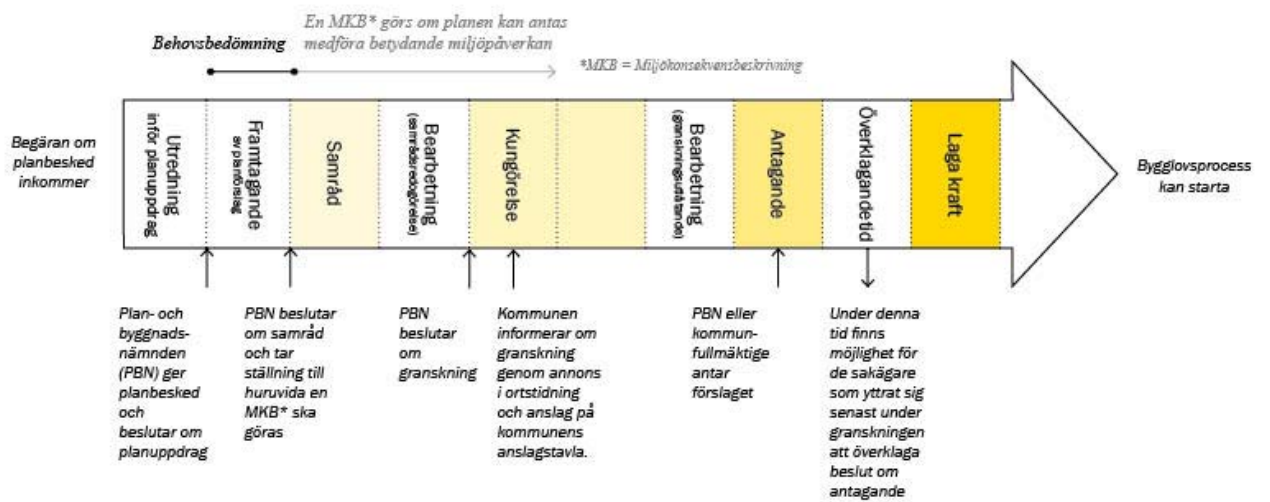 En MKB* görs om planen kan antas
medföra betydande miljöpåverkan
Behovsbedömning
*MKB = Miljökonsekvensbeskrivning
Begäran om
planbesked
inkommer
Utredning
inför planuppdrag
Framtagande
av planförslag
Samråd
Bearbetning
(samrådsredogörelse)
Kungörelse
Bearbetning
(granskningsutlåtande)
Antagande
Överklagandetid
Laga kraft
Bygglovsprocess
kan starta
Plan- och
byggnads-
nämnden
(PBN) ger
planbesked
och
beslutar om
planuppdrag
PBN beslutar
om samråd
och tar
ställning till
huruvida en
MKB* ska
göras
PBN
beslutar
om
granskning
Kommunen
informerar om
granskning
genom annons
i ortstidning
och anslag på
kommunens
anslagstavla.
PBN eller
kommun-
fullmäktige
antar
förslaget
Under denna
tid finns
möjlighet för
de sakägare
som yttrat sig
senast under
granskningen
att överklaga
beslut om
antagande